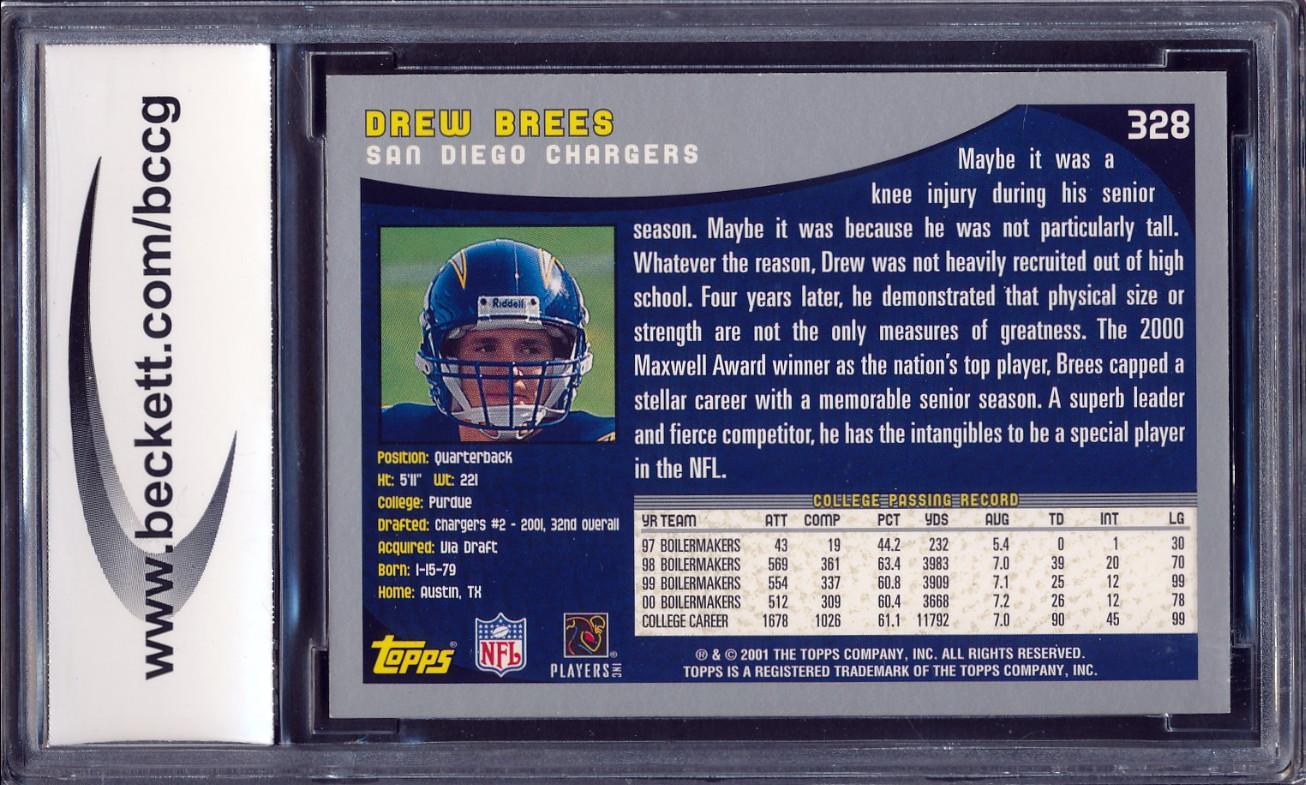 www.beckett.com/bccg
DREW BREES
SAN DIEGO CHARGERS
328
Maybe it was a
knee injury during his senior
season. Maybe it was because he was not particularly tall.
Whatever the reason, Drew was not heavily recruited out of high
school. Four years later, he demonstrated that physical size or
strength are not the only measures of greatness. The 2000
Maxwell Award winner as the nation's top player, Brees capped a
stellar career with a memorable senior season. A superb leader
and fierce competitor, he has the intangibles to be a special player
in the NFL.
Riddell
Position: Quarterback
Ht: 5'11" Wt: 221
College: Purdue
Drafted: Chargers #2 - 2001, 32nd overall
Acquired: Via Draft
Born: 1-15-79
Home: Austin, TX
COLLEGE PASSING RECORD
YR TEAM ATT COMP PCT YDS AVG TD INT LG
97 BOILERMAKERS 43 19 44.2 232 5.4 0 1 30
98 BOILERMAKERS 569 361 63.4 3983 7.0 39 20 70
99 BOILERMAKERS 554 337 60.8 3909 7.1 25 12 99
00 BOILERMAKERS 512 309 60.4 3668 7.2 26 12 78
COLLEGE CAREER 1678 1026 61.1 11792 7.0 90 45 99
Topps®
NFL
PLAYERS INC
® & © 2001 THE TOPPS COMPANY, INC. ALL RIGHTS RESERVED.
TOPPS IS A REGISTERED TRADEMARK OF THE TOPPS COMPANY, INC.